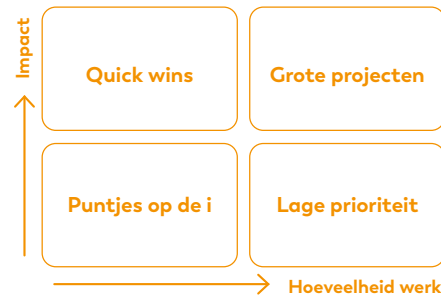 Impact
Quick wins
Grote projecten
Puntjes op de i
Lage prioriteit
Hoeveelheid werk